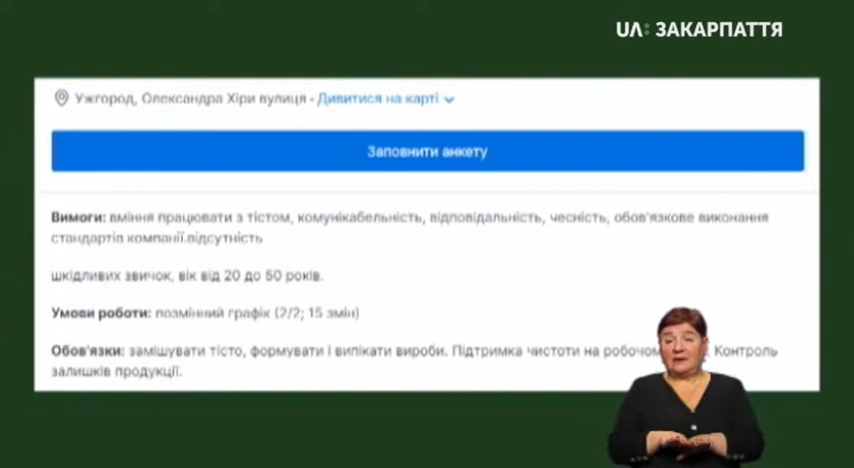 UA: ЗАКАРПАТТЯ
Ужгород, Олександра Хіри вулиця - Дивитися на карті
Заповнити анкету
Вимоги: вміння працювати з тістом, комунікабельність, відповідальність, чесність, обов'язкове виконання
стандартів компанії.відсутність
шкідливих звичок, вік від 20 до 50 років.
Умови роботи: позмінний графік (2/2; 15 змін)
Обов'язки: замішувати тісто, формувати і випікати вироби. Підтримка чистоти на Контроль
залишків продукції.